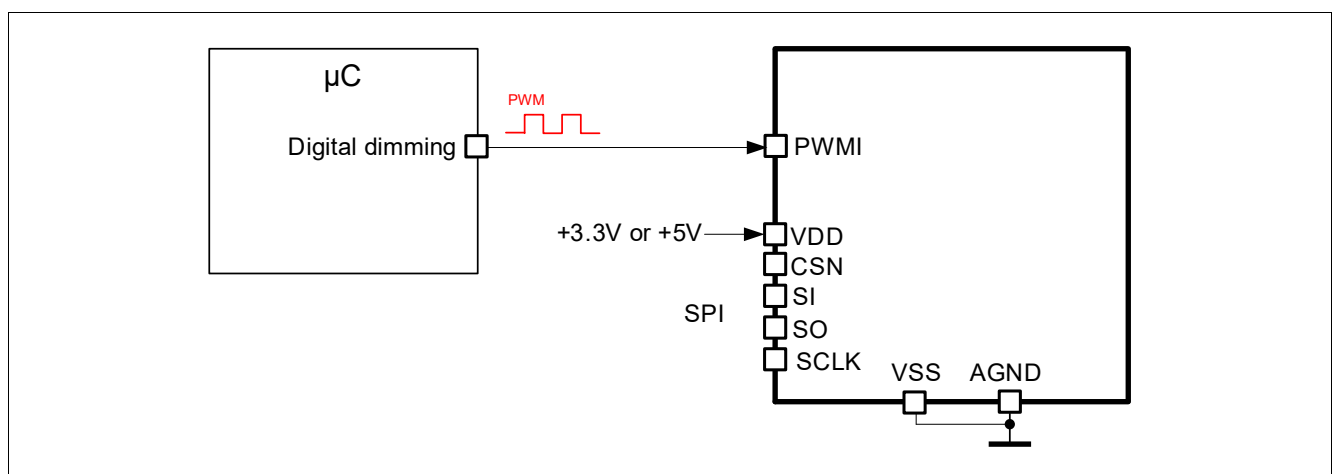 µC
PWM
Digital dimming
PWMI
+3.3V or +5V
VDD
CSN
SI
SPI
SO
SCLK
VSS AGND